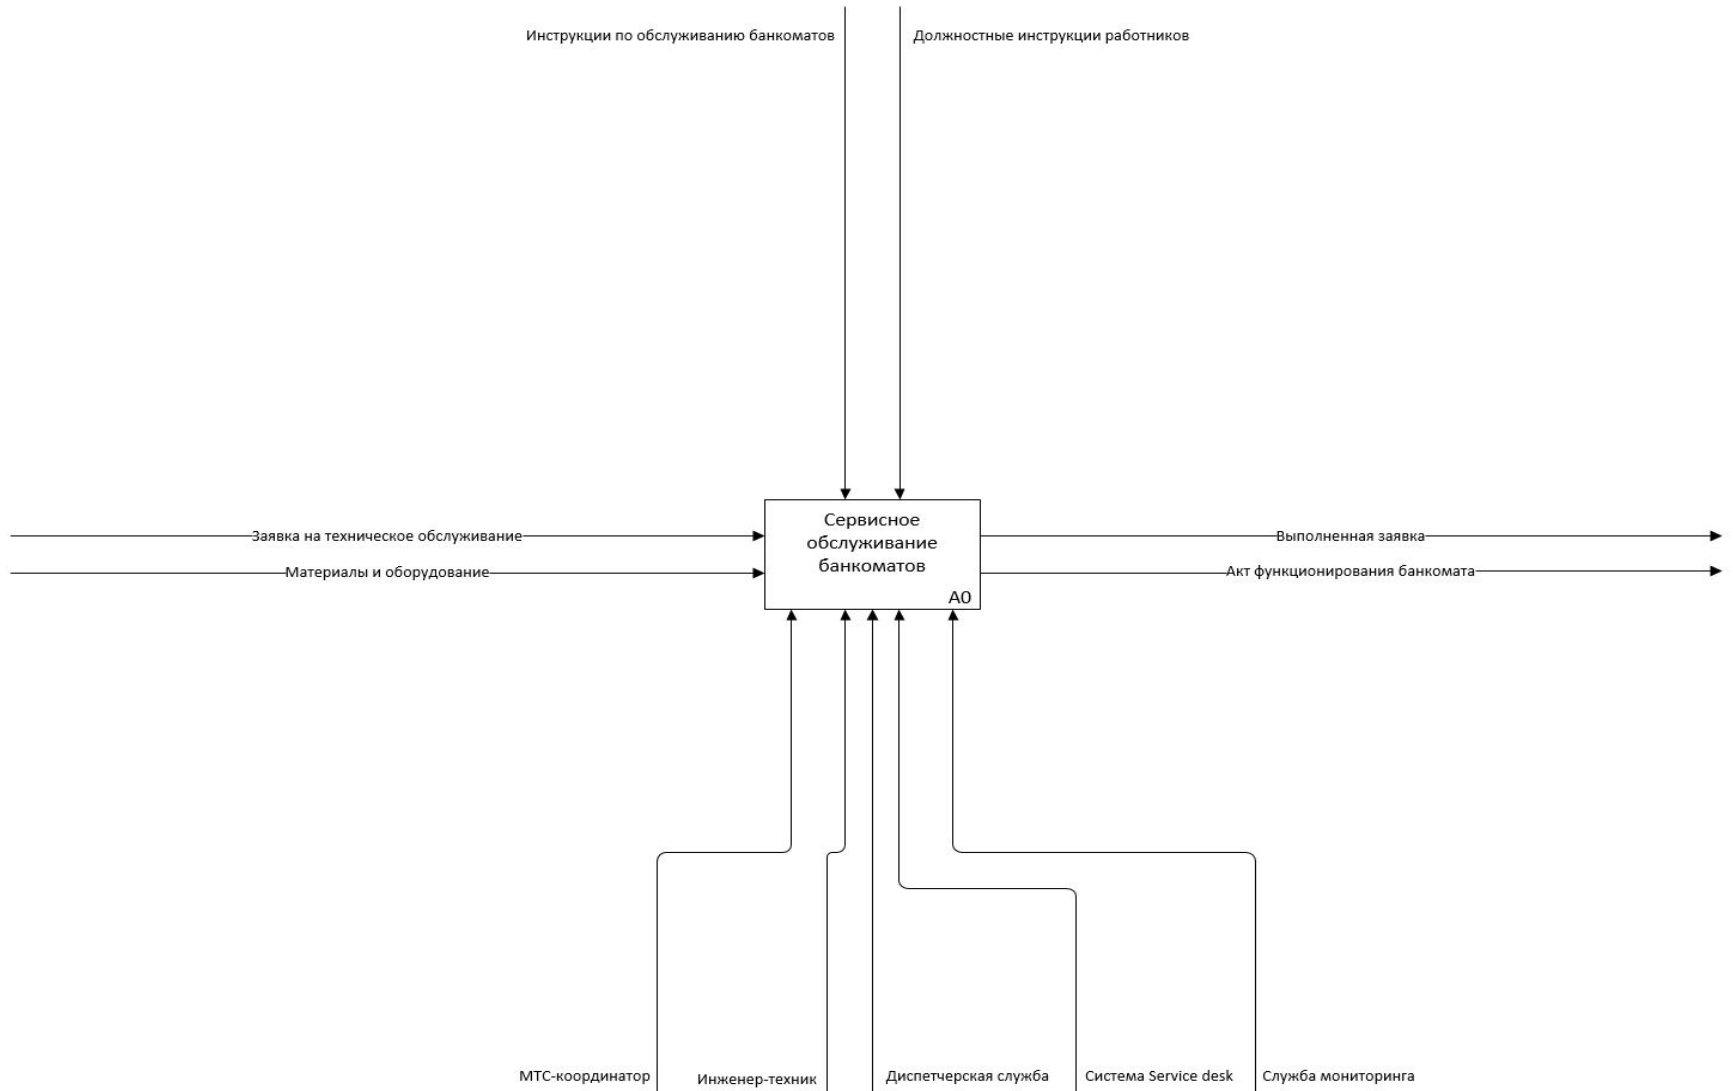 Инструкции по обслуживанию банкоматов
Должностные инструкции работников
Сервисное
обслуживание
банкоматов
A0
Заявка на техническое обслуживание
Материалы и оборудование
Выполненная заявка
Акт функционирования банкомата
МТС-координатор
Инженер-техник
Диспетчерская служба
Система Service desk
Служба мониторинга